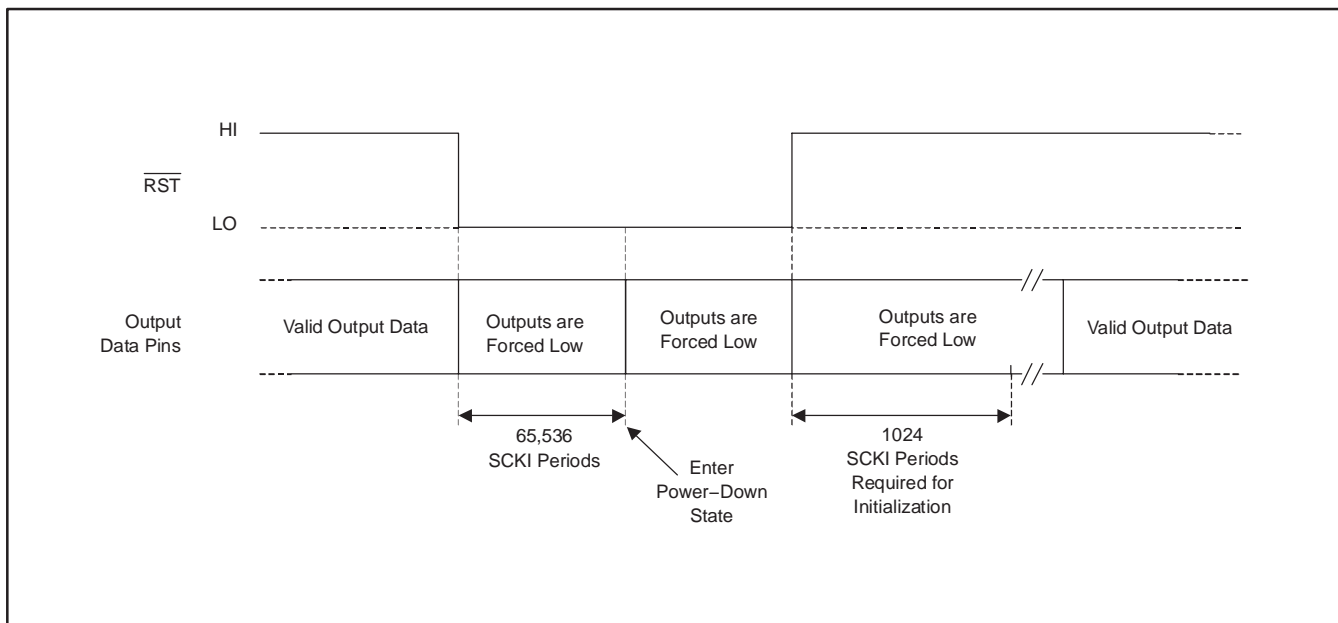 HI
RST
LO
Output
Data Pins
Valid Output Data
Outputs are
Forced Low
Outputs are
Forced Low
Outputs are
Forced Low
Valid Output Data
65,536
SCKI Periods
Enter
Power−Down
State
1024
SCKI Periods
Required for
Initialization